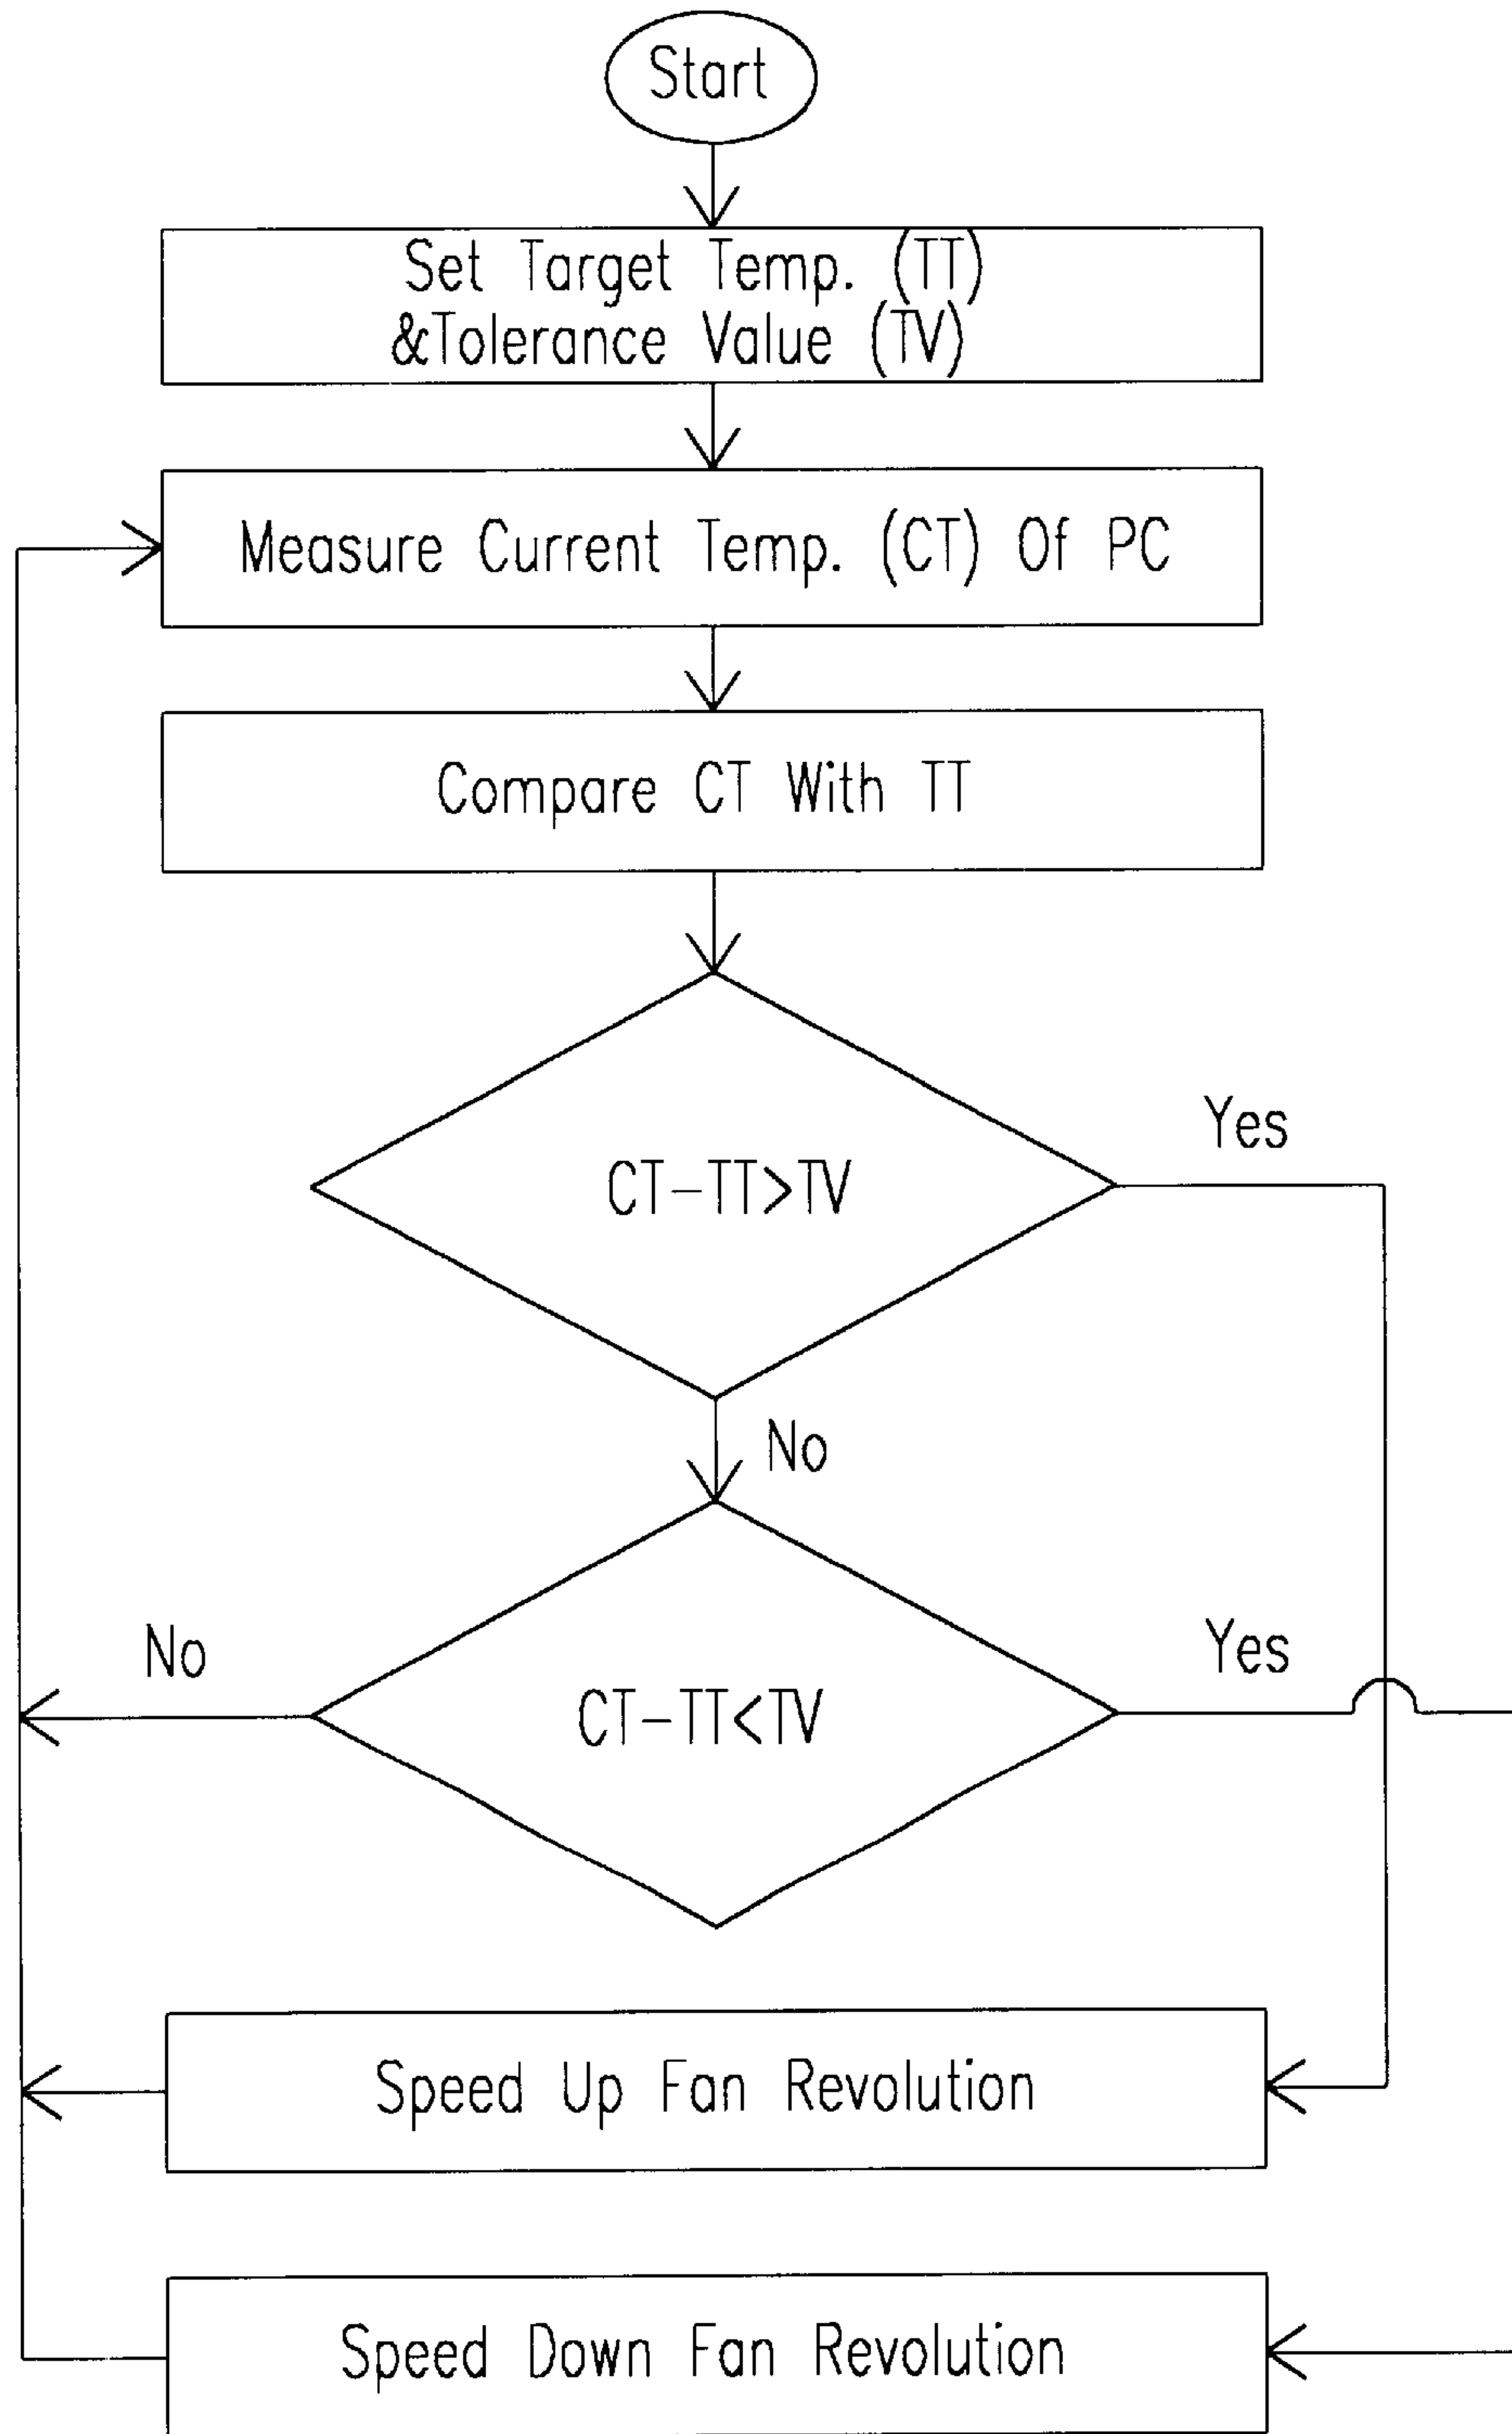 Start
Set Target Temp. (TT)
&Tolerance Value (TV)
Measure Current Temp. (CT) Of PC
Compare CT With TT
CT-TT>TV
Yes
No
CT-TT<TV
No
Yes
Speed Up Fan Revolution
Speed Down Fan Revolution